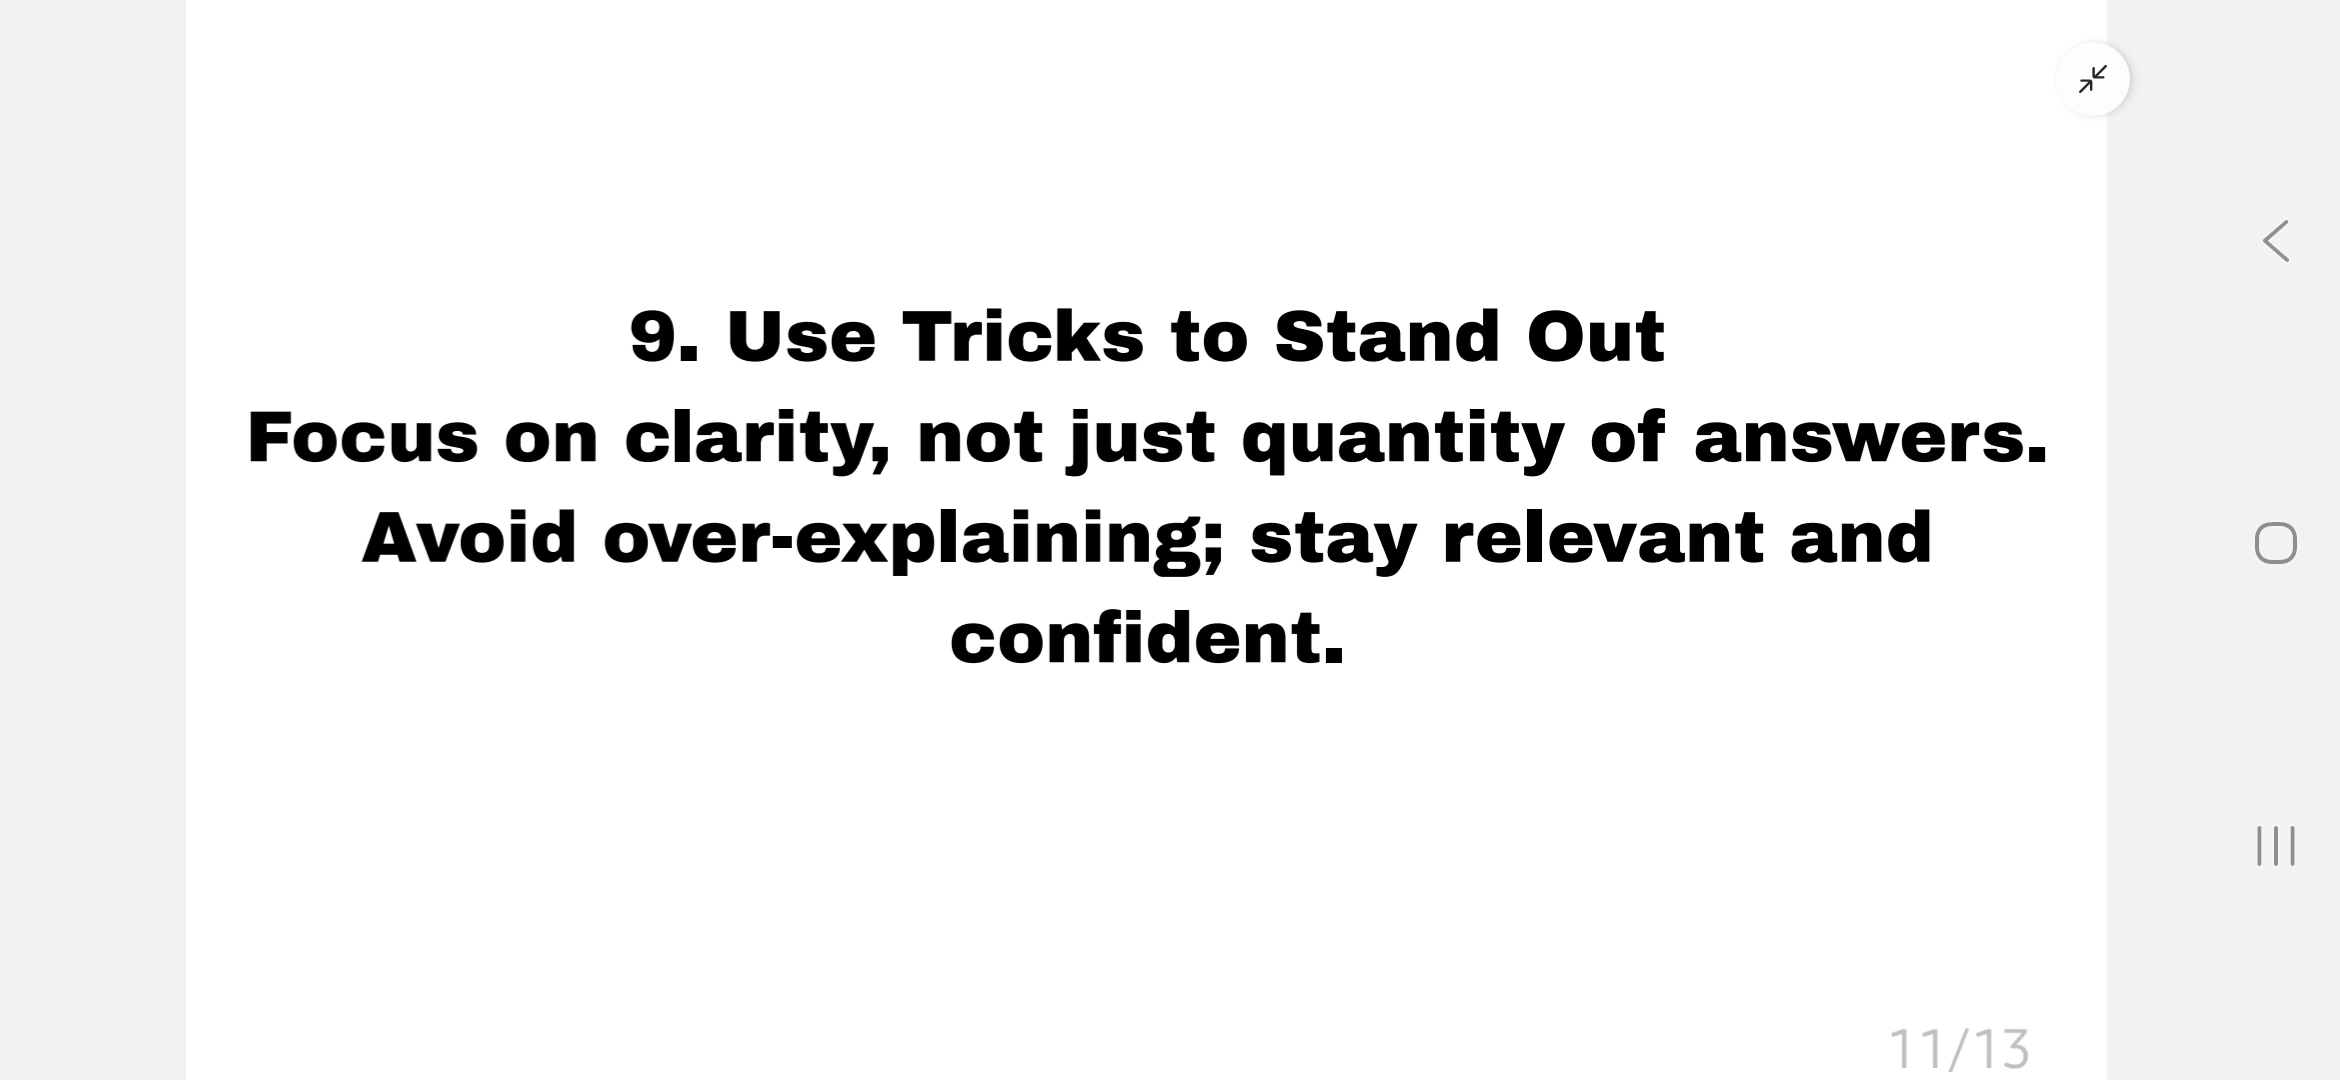 9. Use Tricks to Stand Out
Focus on clarity, not just quantity of answers.
Avoid over-explaining; stay relevant and
confident.
11/13